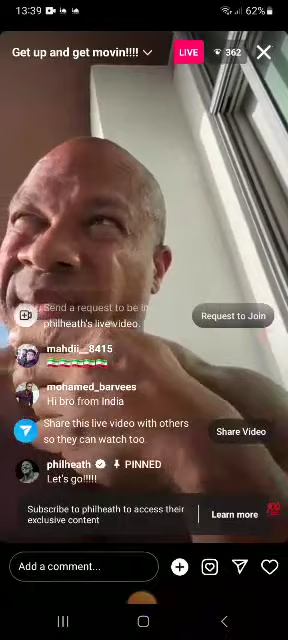 13:39
62%
Get up and get movin!!!!
LIVE
362
Send a request to be in
philheath's live video.
Request to Join
mahdii__8415
mohamed_barvees
Hi bro from India
Share this live video with others
so they can watch too
Share Video
philheath
PINNED
Let's go!!!!!
Subscribe to philheath to access their
exclusive content
Learn more
💯
Add a comment...